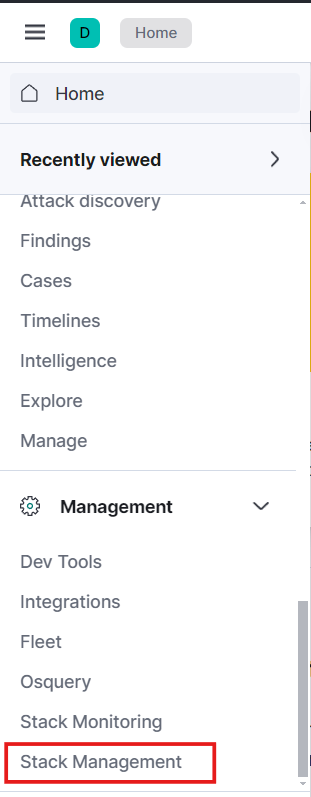 D
Home
Home
Recently viewed
Attack discovery
Findings
Cases
Timelines
Intelligence
Explore
Manage
Management
Dev Tools
Integrations
Fleet
Osquery
Stack Monitoring
Stack Management